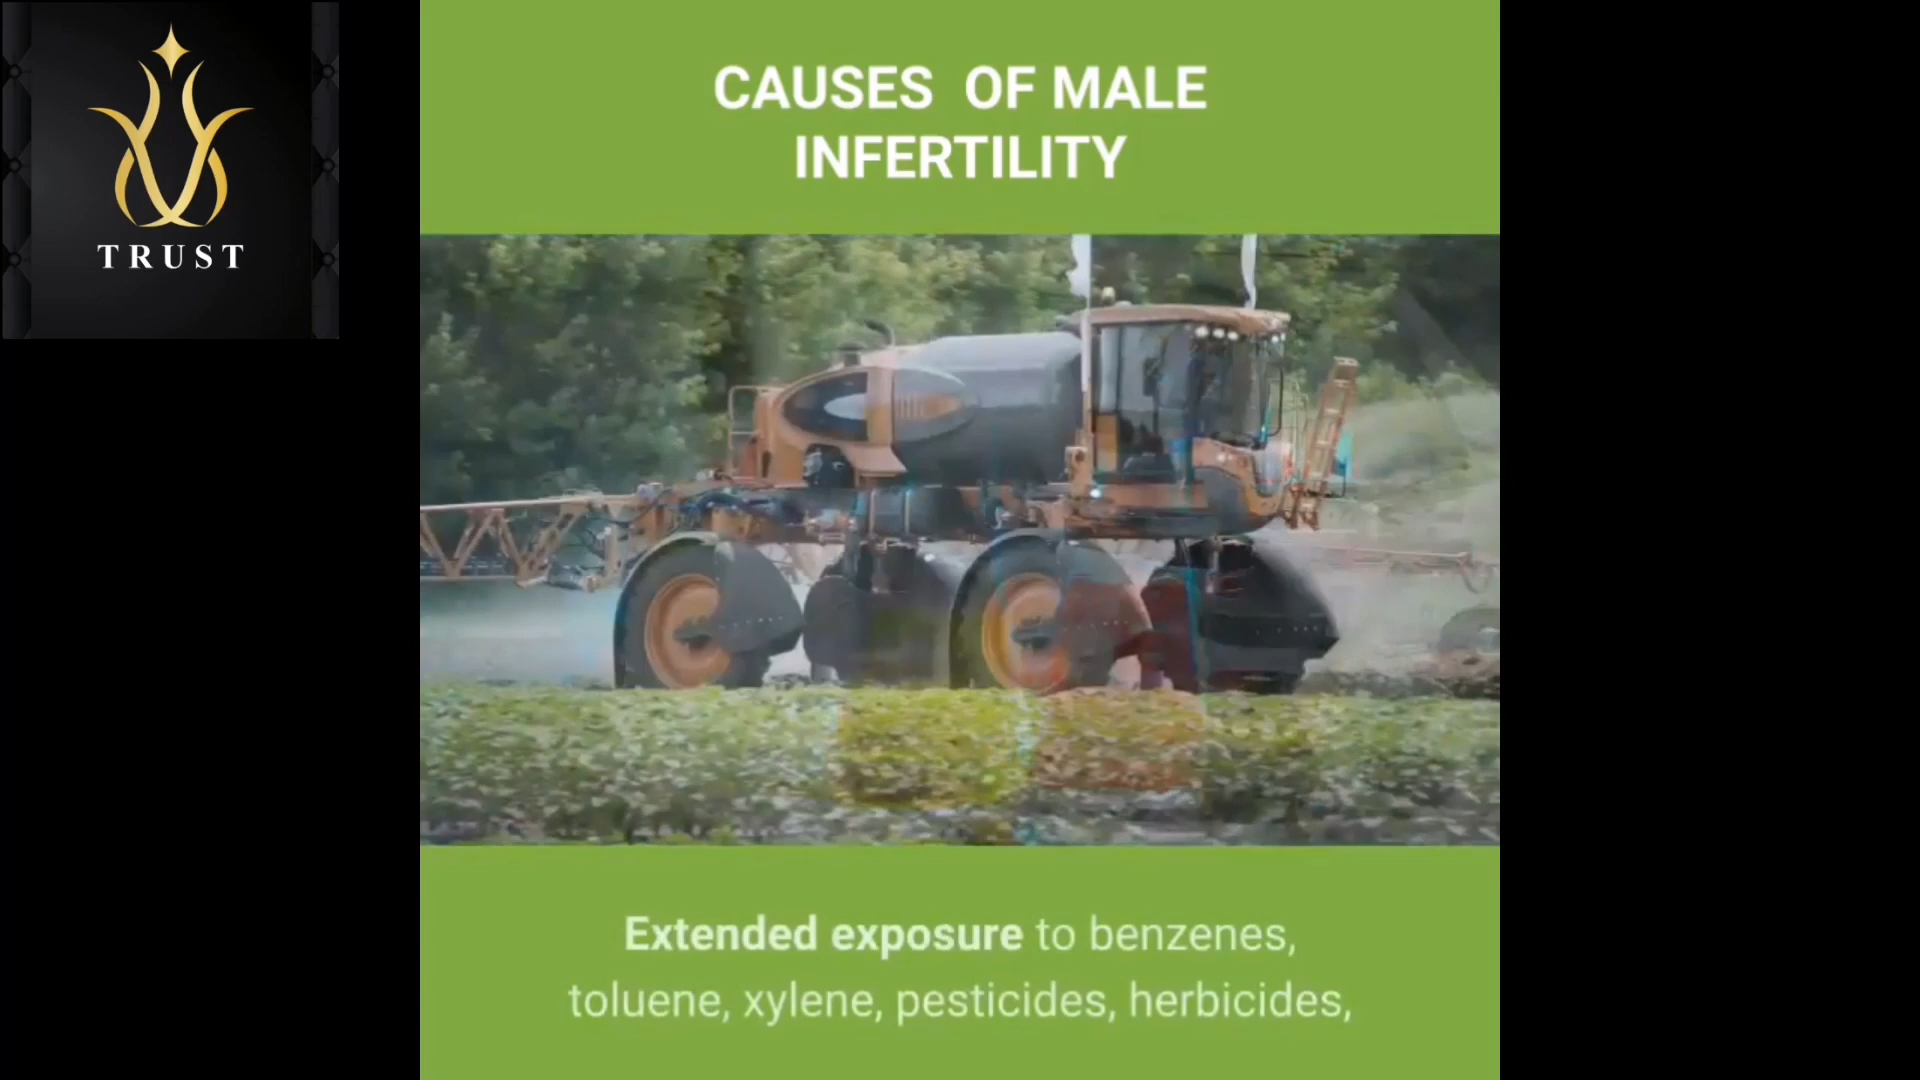 TRUST
CAUSES OF MALE
INFERTILITY
Extended exposure to benzenes,
toluene, xylene, pesticides, herbicides,